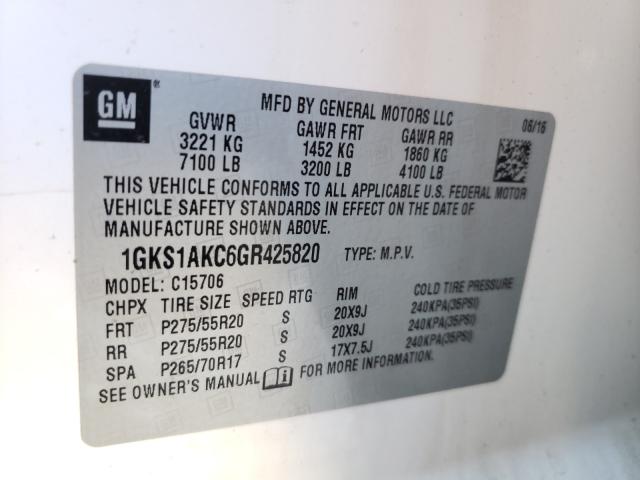 GM
MFD BY GENERAL MOTORS LLC
06/16
GVWR GAWR FRT GAWR RR
3221 KG 1452 KG 1860 KG
7100 LB 3200 LB 4100 LB
THIS VEHICLE CONFORMS TO ALL APPLICABLE U.S. FEDERAL MOTOR
VEHICLE SAFETY STANDARDS IN EFFECT ON THE DATE OF
MANUFACTURE SHOWN ABOVE.
1GKS1AKC6GR425820 TYPE: M.P.V.
MODEL: C15706
CHPX TIRE SIZE SPEED RTG RIM COLD TIRE PRESSURE
FRT P275/55R20 S 20X9J 240KPA(35PSI)
RR P275/55R20 S 20X9J 240KPA(35PSI)
SPA P265/70R17 S 17X7.5J 240KPA(35PSI)
SEE OWNER'S MANUAL FOR MORE INFORMATION.